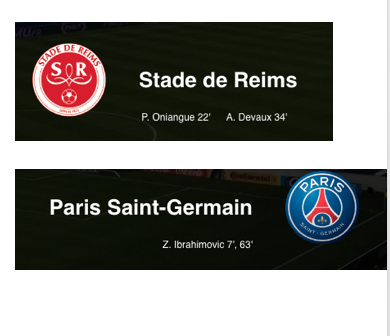 STADE DE REIMS
S R
Stade de Reims
P. Oniangue 22' A. Devaux 34'
PARIS
Paris Saint-Germain
SAINT-GERMAIN
Z. Ibrahimovic 7', 63'